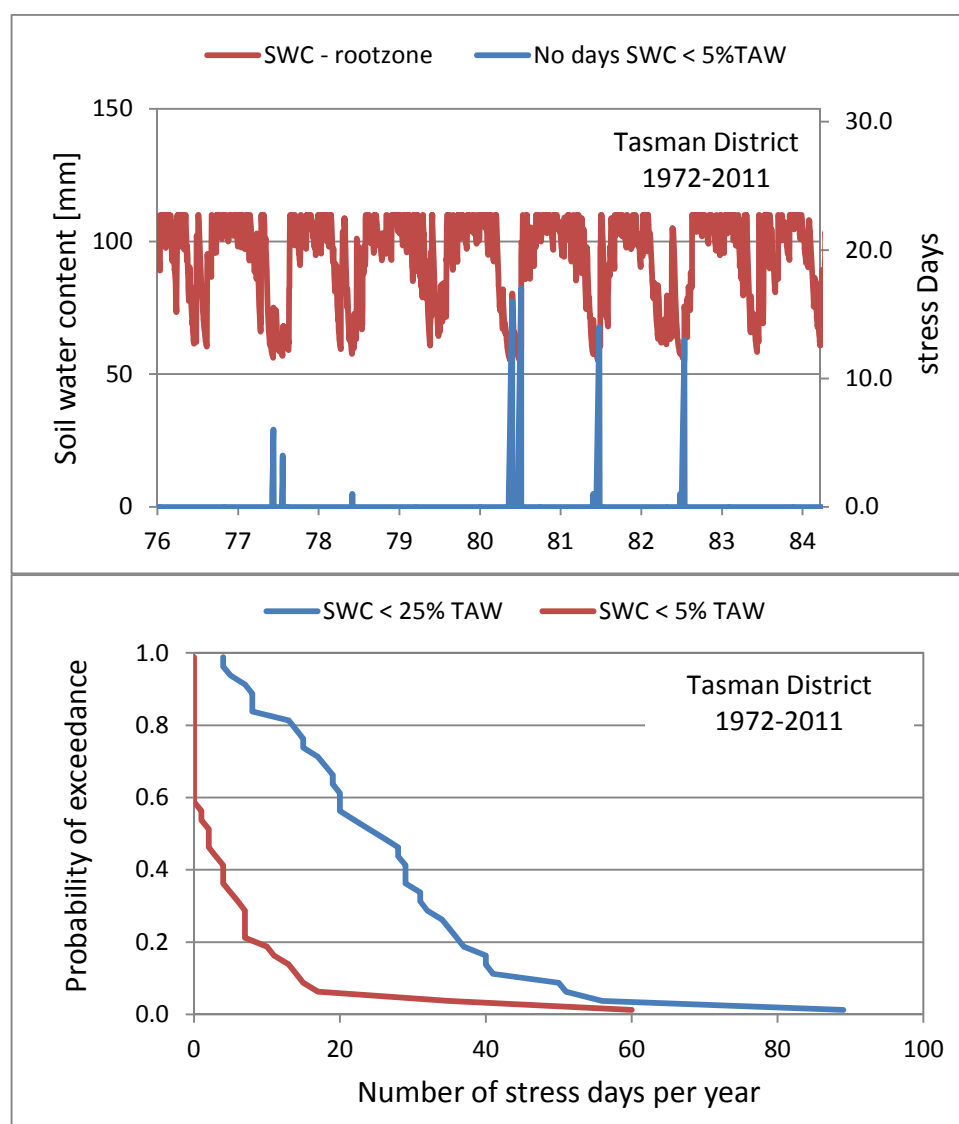 SWC - rootzone No days SWC < 5%TAW
Tasman District
1972-2011
Soil water content [mm]
150
100
50
0
30.0
20.0
10.0
0.0
stress Days
76 77 78 79 80 81 82 83 84
SWC < 25% TAW SWC < 5% TAW
Tasman District
1972-2011
Probability of exceedance
1.0
0.8
0.6
0.4
0.2
0.0
0 20 40 60 80 100
Number of stress days per year